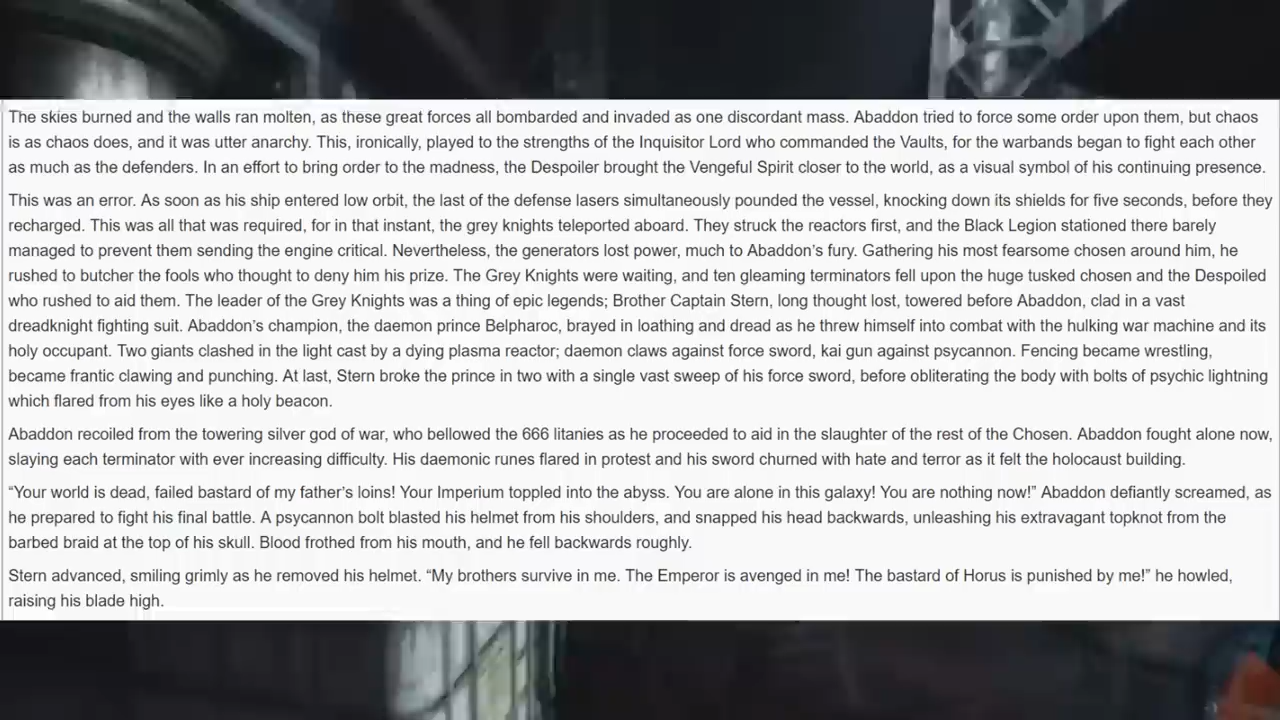 The skies burned and the walls ran molten, as these great forces all bombarded and invaded as one discordant mass. Abaddon tried to force some order upon them, but chaos
is as chaos does, and it was utter anarchy. This, ironically, played to the strengths of the Inquisitor Lord who commanded the Vaults, for the warbands began to fight each other
as much as the defenders. In an effort to bring order to the madness, the Despoiler brought the Vengeful Spirit closer to the world, as a visual symbol of his continuing presence.
This was an error. As soon as his ship entered low orbit, the last of the defense lasers simultaneously pounded the vessel, knocking down its shields for five seconds, before they
recharged. This was all that was required, for in that instant, the grey knights teleported aboard. They struck the reactors first, and the Black Legion stationed there barely
managed to prevent them sending the engine critical. Nevertheless, the generators lost power, much to Abaddon’s fury. Gathering his most fearsome chosen around him, he
rushed to butcher the fools who thought to deny him his prize. The Grey Knights were waiting, and ten gleaming terminators fell upon the huge tusked chosen and the Despoiled
who rushed to aid them. The leader of the Grey Knights was a thing of epic legends; Brother Captain Stern, long thought lost, towered before Abaddon, clad in a vast
dreadknight fighting suit. Abaddon’s champion, the daemon prince Belpharoc, brayed in loathing and dread as he threw himself into combat with the hulking war machine and its
holy occupant. Two giants clashed in the light cast by a dying plasma reactor; daemon claws against force sword, kai gun against psycannon. Fencing became wrestling,
became frantic clawing and punching. At last, Stern broke the prince in two with a single vast sweep of his force sword, before obliterating the body with bolts of psychic lightning
which flared from his eyes like a holy beacon.
Abaddon recoiled from the towering silver god of war, who bellowed the 666 litanies as he proceeded to aid in the slaughter of the rest of the Chosen. Abaddon fought alone now,
slaying each terminator with ever increasing difficulty. His daemonic runes flared in protest and his sword churned with hate and terror as it felt the holocaust building.
“Your world is dead, failed bastard of my father’s loins! Your Imperium toppled into the abyss. You are alone in this galaxy! You are nothing now!” Abaddon defiantly screamed, as
he prepared to fight his final battle. A psycannon bolt blasted his helmet from his shoulders, and snapped his head backwards, unleashing his extravagant topknot from the
barbed braid at the top of his skull. Blood frothed from his mouth, and he fell backwards roughly.
Stern advanced, smiling grimly as he removed his helmet. “My brothers survive in me. The Emperor is avenged in me! The bastard of Horus is punished by me!” he howled,
raising his blade high.